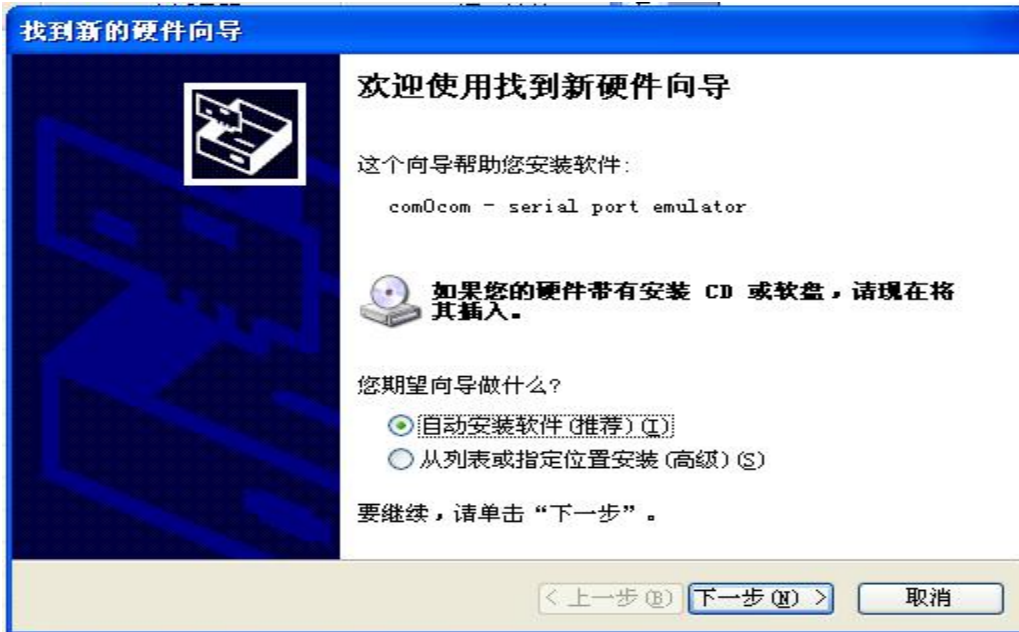 找到新的硬件向导
欢迎使用找到新硬件向导
这个向导帮助您安装软件:
com0com - serial port emulator
如果您的硬件带有安装 CD 或软盘，请现在将
其插入。
您期望向导做什么?
自动安装软件(推荐)(I)
从列表或指定位置安装(高级)(S)
要继续，请单击“下一步”。
< 上一步(B)
下一步(N) >
取消